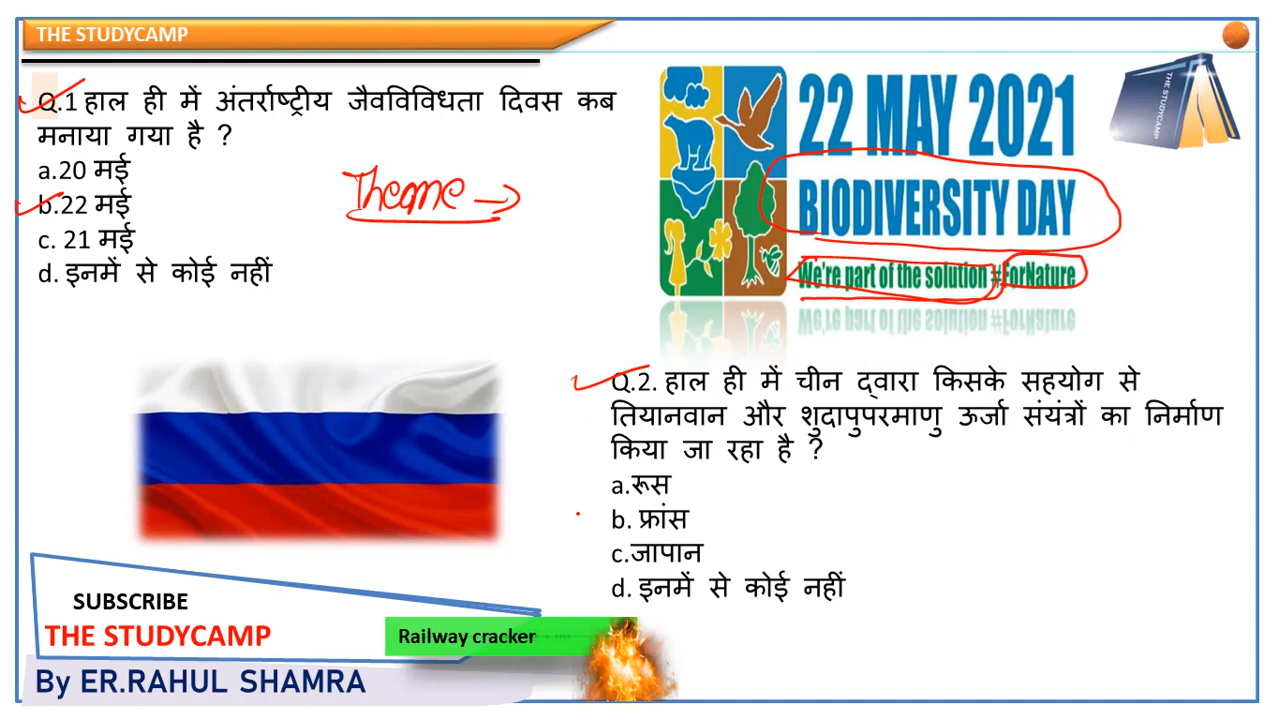 THE STUDYCAMP
Q.1 हाल ही में अंतर्राष्ट्रीय जैवविविधता दिवस कब
मनाया गया है ?
a.20 मई
b.22 मई
c. 21 मई
d. इनमें से कोई नहीं
Theme
22 MAY 2021
BIODIVERSITY DAY
We're part of the solution #ForNature
THE STUDYCAMP
Q.2. हाल ही में चीन द्वारा किसके सहयोग से
तियानवान और शुदापुपरमाणु ऊर्जा संयंत्रों का निर्माण
किया जा रहा है ?
a.रूस
b. फ्रांस
c.जापान
d. इनमें से कोई नहीं
SUBSCRIBE
THE STUDYCAMP
Railway cracker
By ER.RAHUL SHAMRA